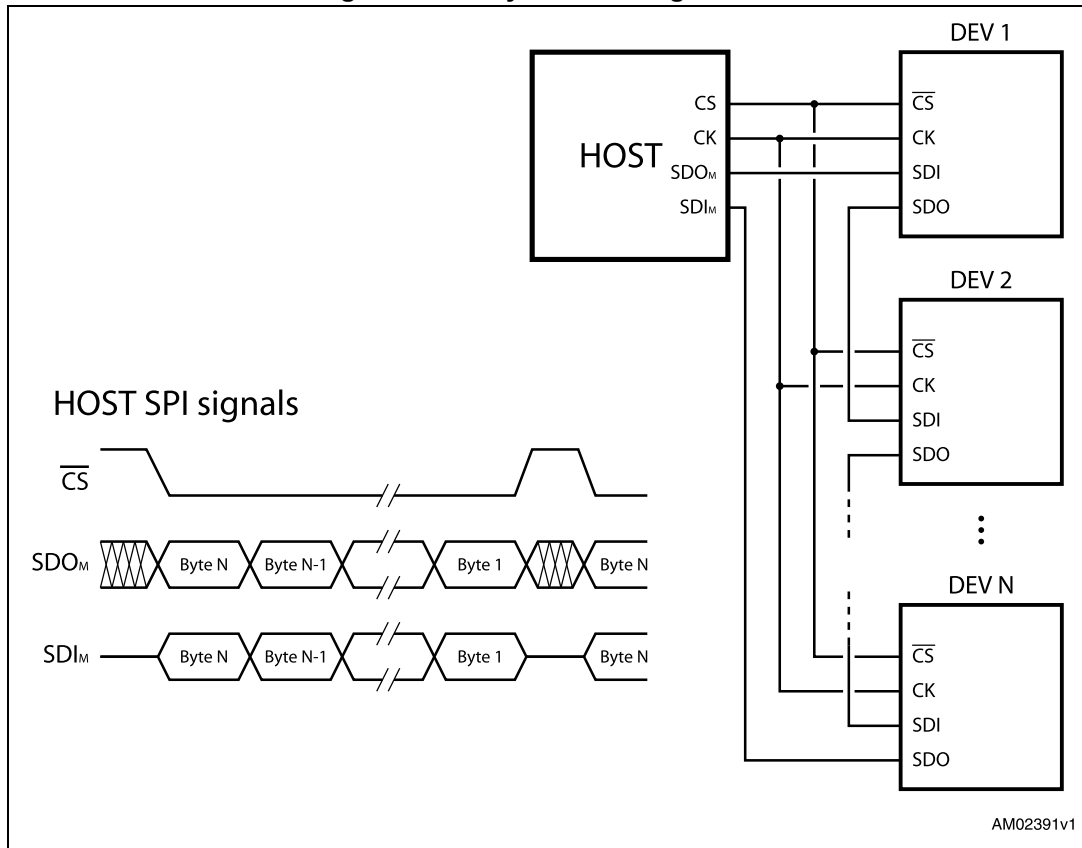 DEV 1
HOST
CS
CK
SDOM
SDIM
CS
CK
SDI
SDO
DEV 2
CS
CK
SDI
SDO
DEV N
CS
CK
SDI
SDO
HOST SPI signals
CS
SDOM
Byte N
Byte N-1
Byte 1
Byte N
SDIM
Byte N
Byte N-1
Byte 1
Byte N
AM02391v1